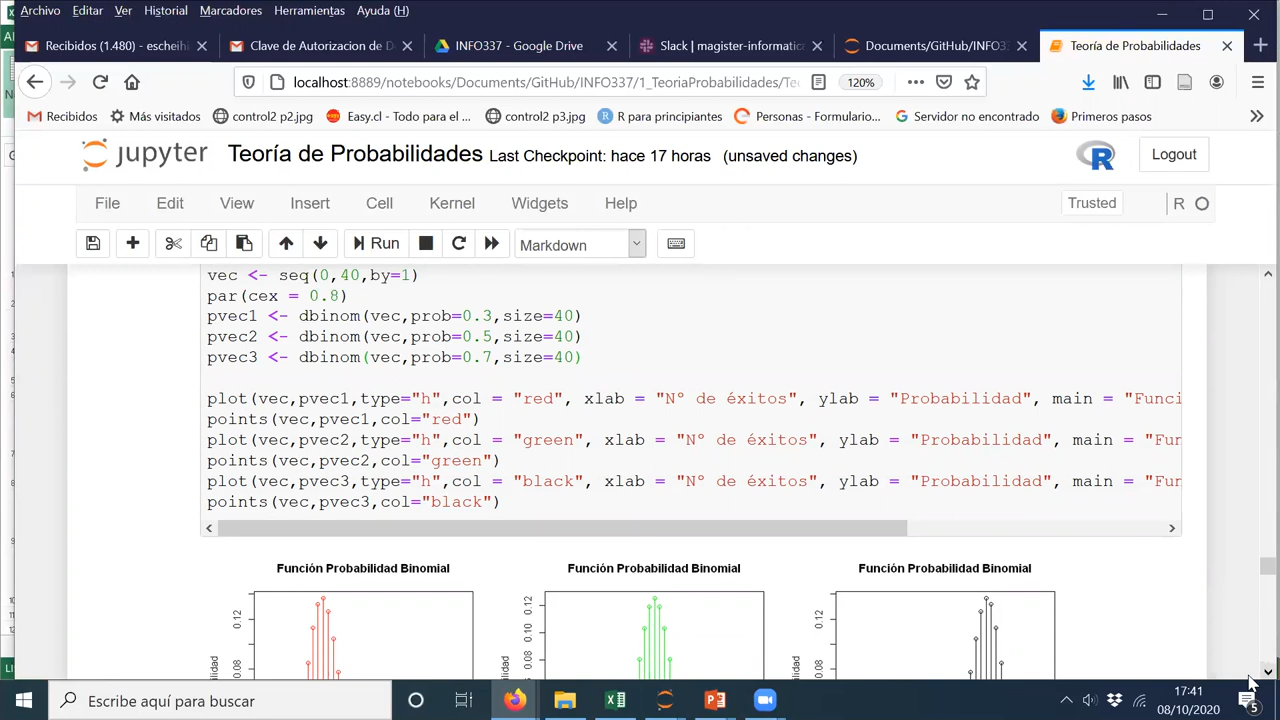 Archivo Editar Ver Historial Marcadores Herramientas Ayuda (H)
Recibidos (1.480) - escheih
Clave de Autorización de D
INFO337 - Google Drive
Slack | magister-informatica
Documents/GitHub/INFO33
Teoría de Probabilidades
localhost:8889/notebooks/Documents/GitHub/INFO337/1_TeoriaProbabilidades/Te
120%
Recibidos
Más visitados
control2 p2.jpg
Easy.cl - Todo para el ...
control2 p3.jpg
R para principiantes
Personas - Formulario...
Servidor no encontrado
Primeros pasos
jupyter Teoría de Probabilidades Last Checkpoint: hace 17 horas (unsaved changes)
Logout
File Edit View Insert Cell Kernel Widgets Help
Trusted
R
Run
Markdown
vec <- seq(0,40,by=1)
par(cex = 0.8)
pvec1 <- dbinom(vec,prob=0.3,size=40)
pvec2 <- dbinom(vec,prob=0.5,size=40)
pvec3 <- dbinom(vec,prob=0.7,size=40)
plot(vec,pvec1,type="h",col = "red", xlab = "N° de éxitos", ylab = "Probabilidad", main = "Funci
points(vec,pvec1,col="red")
plot(vec,pvec2,type="h",col = "green", xlab = "N° de éxitos", ylab = "Probabilidad", main = "Fun
points(vec,pvec2,col="green")
plot(vec,pvec3,type="h",col = "black", xlab = "N° de éxitos", ylab = "Probabilidad", main = "Fun
points(vec,pvec3,col="black")
Función Probabilidad Binomial
0.12
0.08
bilidad
Función Probabilidad Binomial
0.12
0.10
0.08
bilidad
Función Probabilidad Binomial
0.12
0.08
bilidad
Escribe aquí para buscar
17:41
08/10/2020
5